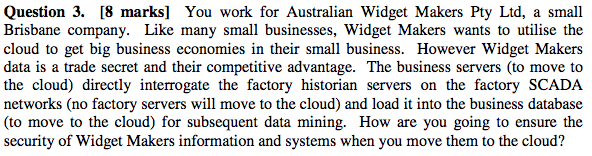 Question 3. [8 marks] You work for Australian Widget Makers Pty Ltd, a small
Brisbane company. Like many small businesses, Widget Makers wants to utilise the
cloud to get big business economies in their small business. However Widget Makers
data is a trade secret and their competitive advantage. The business servers (to move to
the cloud) directly interrogate the factory historian servers on the factory SCADA
networks (no factory servers will move to the cloud) and load it into the business database
(to move to the cloud) for subsequent data mining. How are you going to ensure the
security of Widget Makers information and systems when you move them to the cloud?